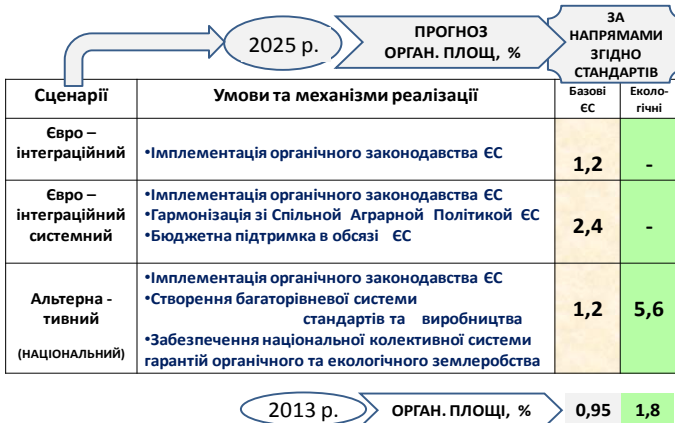 2025 р.
ПРОГНОЗ
ОРГАН. ПЛОЩ, %
ЗА
НАПРЯМАМИ
ЗГІДНО
СТАНДАРТІВ
Сценарії
Умови та механізми реалізації
Базові
ЄС
Еколо-
гічні
Євро –
інтеграційний
•Імплементація органічного законодавства ЄС
1,2
-
Євро –
інтеграційний
системний
•Імплементація органічного законодавства ЄС
•Гармонізація зі Спільной Аграрной Політикой ЄС
•Бюджетна підтримка в обсязі ЄС
2,4
-
Альтерна -
тивний
(НАЦІОНАЛЬНИЙ)
•Імплементація органічного законодавства ЄС
•Створення багаторівневої системи
стандартів та виробництва
•Забезпечення національної колективної системи
гарантій органічного та екологічного землеробства
1,2
5,6
2013 р.
ОРГАН. ПЛОЩІ, %
0,95
1,8